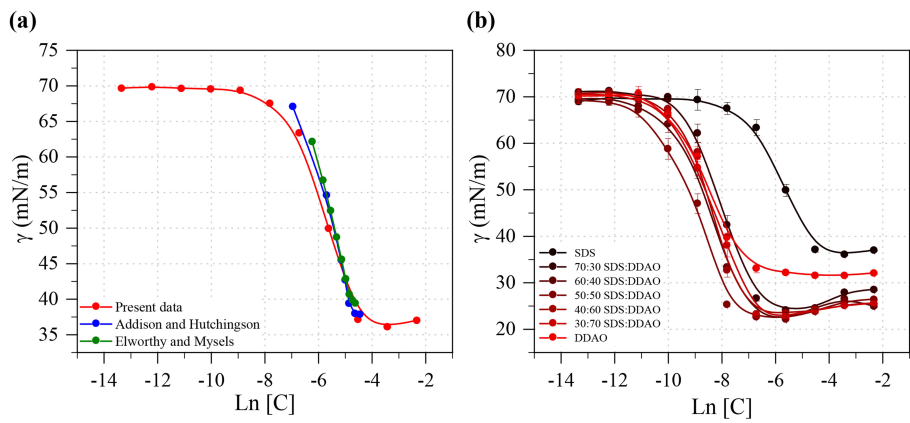 (a)
75
70
65
60
55
50
45
40
35
γ (mN/m)
Present data
Addison and Hutchingson
Elworthy and Mysels
-14 -12 -10 -8 -6 -4 -2
Ln [C]
(b)
80
70
60
50
40
30
20
γ (mN/m)
SDS
70:30 SDS:DDAO
60:40 SDS:DDAO
50:50 SDS:DDAO
40:60 SDS:DDAO
30:70 SDS:DDAO
DDAO
-14 -12 -10 -8 -6 -4 -2
Ln [C]